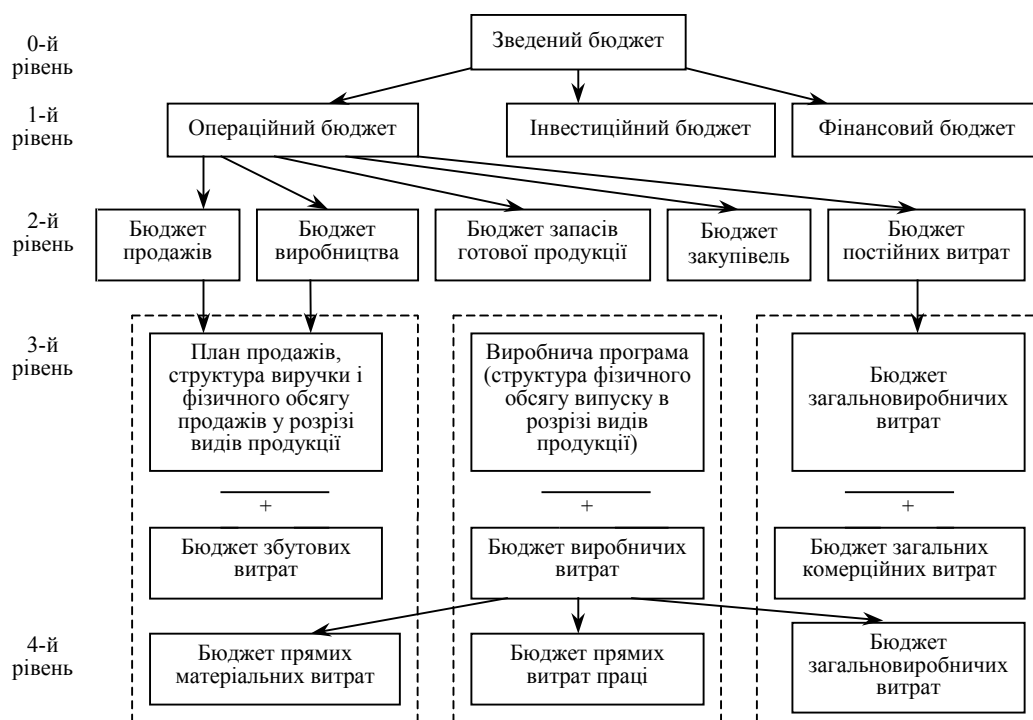 0-й
рівень
Зведений бюджет
1-й
рівень
Операційний бюджет
Інвестиційний бюджет
Фінансовий бюджет
2-й
рівень
Бюджет
продажів
Бюджет
виробництва
Бюджет запасів
готової продукції
Бюджет
закупівель
Бюджет
постійних витрат
3-й
рівень
План продажів,
структура виручки і
фізичного обсягу
продажів у розрізі
видів продукції
Виробнича програма
(структура фізичного
обсягу випуску в
розрізі видів
продукції)
Бюджет
загальновиробничих
витрат
+
+
+
Бюджет збутових
витрат
Бюджет виробничих
витрат
Бюджет загальних
комерційних витрат
4-й
рівень
Бюджет прямих
матеріальних витрат
Бюджет прямих
витрат праці
Бюджет
загальновиробничих
витрат